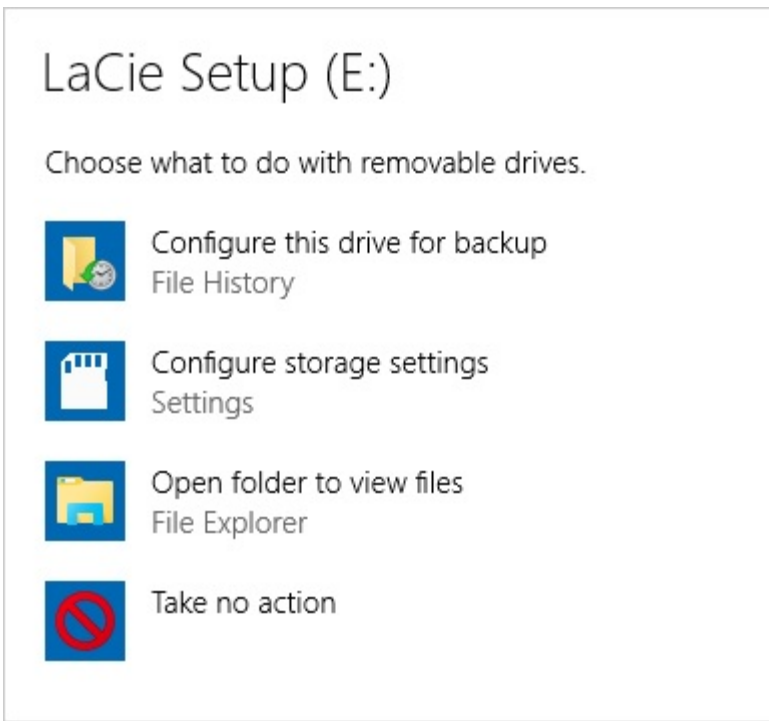 LaCie Setup (E:)
Choose what to do with removable drives.
Configure this drive for backup
File History
Configure storage settings
Settings
Open folder to view files
File Explorer
Take no action